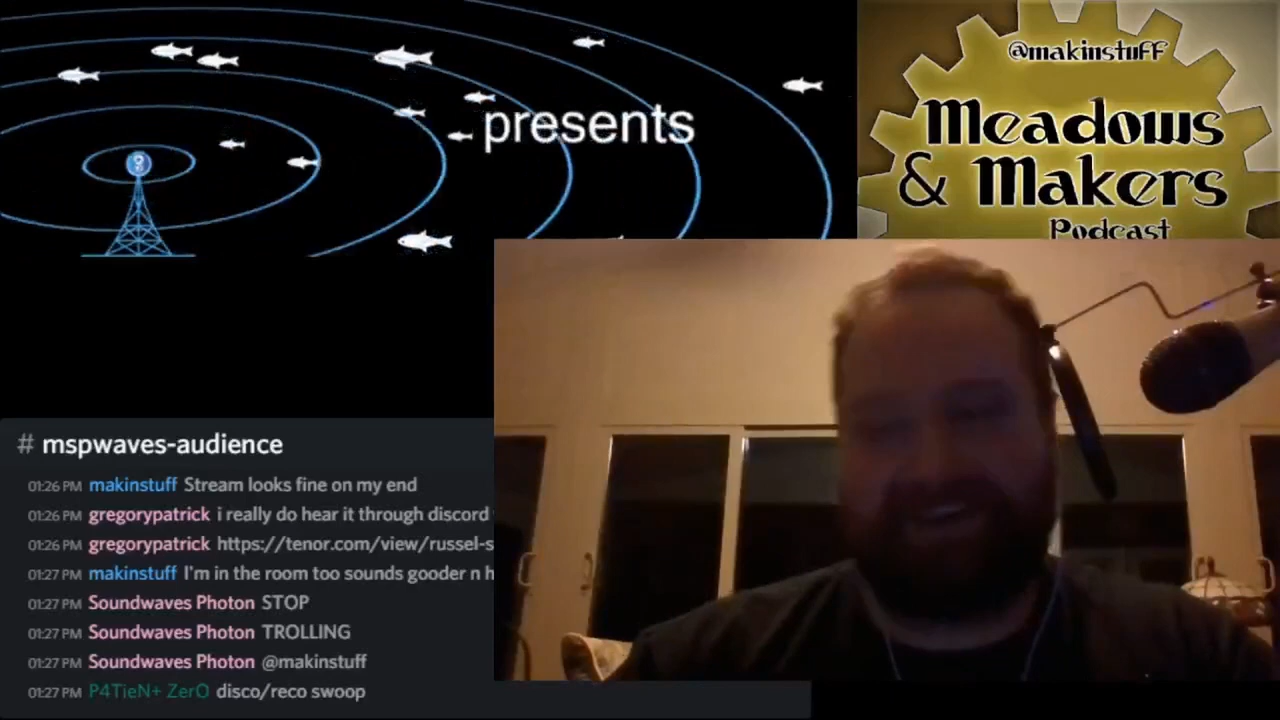 presents
@makinstuff
Meadows
& Makers
Podcast
# mspwaves-audience
01:26 PM makinstuff Stream looks fine on my end
01:26 PM gregorypatrick i really do hear it through discord
01:26 PM gregorypatrick https://tenor.com/view/russel-s
01:27 PM makinstuff I'm in the room too sounds gooder n h
01:27 PM Soundwaves Photon STOP
01:27 PM Soundwaves Photon TROLLING
01:27 PM Soundwaves Photon @makinstuff
01:27 PM P4TieN+ ZerO disco/reco swoop